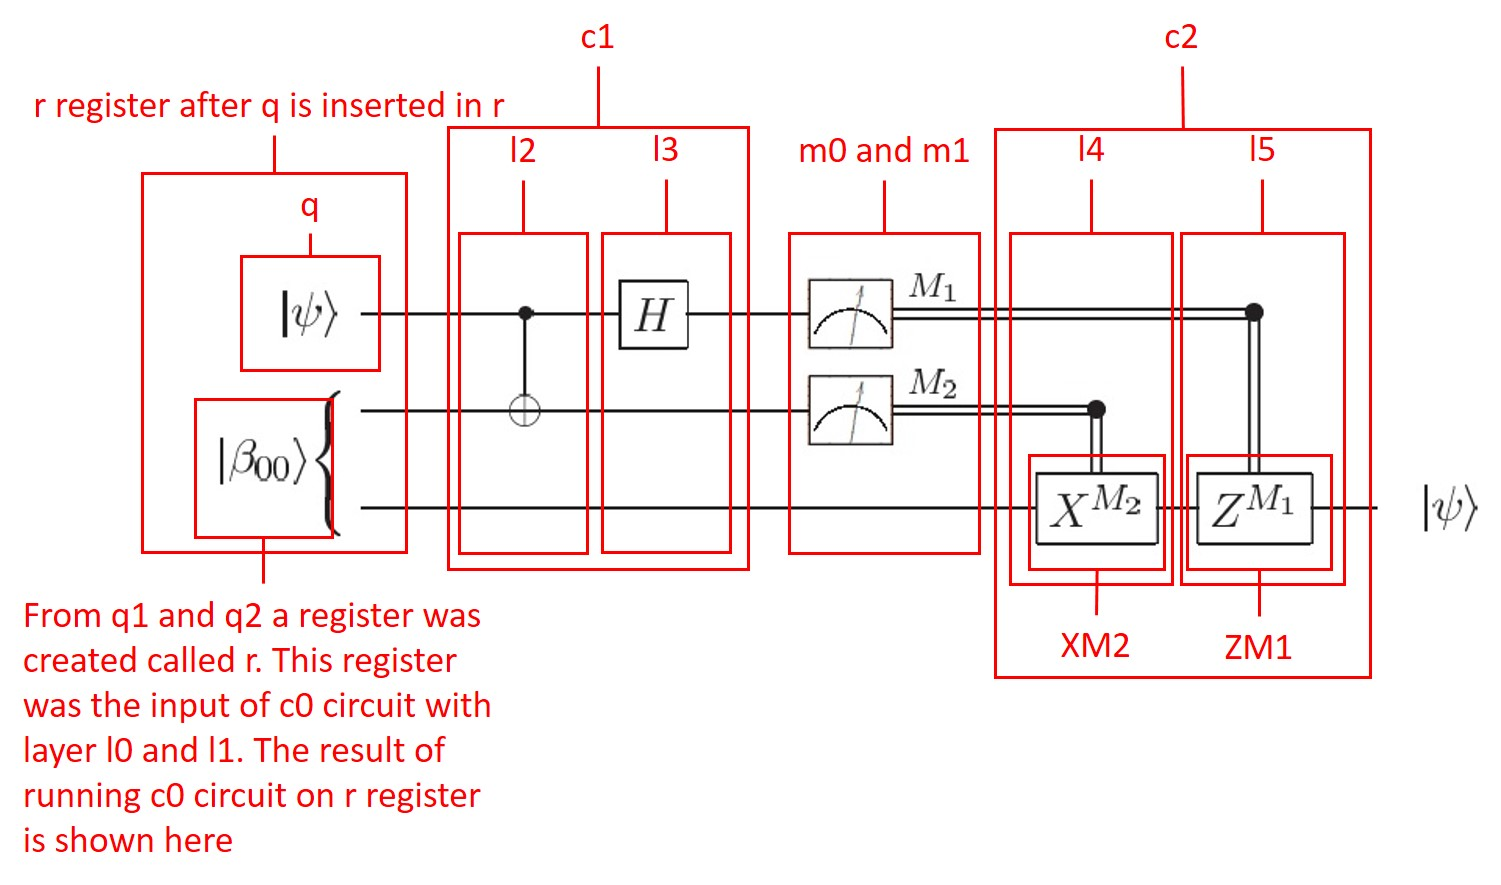 c1
c2
r register after q is inserted in r
l2
l3
m0 and m1
l4
l5
q
|ψ⟩
H
M₁
M₂
|β₀₀⟩
X^{M₂}
Z^{M₁}
|ψ⟩
XM2
ZM1
From q1 and q2 a register was
created called r. This register
was the input of c0 circuit with
layer l0 and l1. The result of
running c0 circuit on r register
is shown here